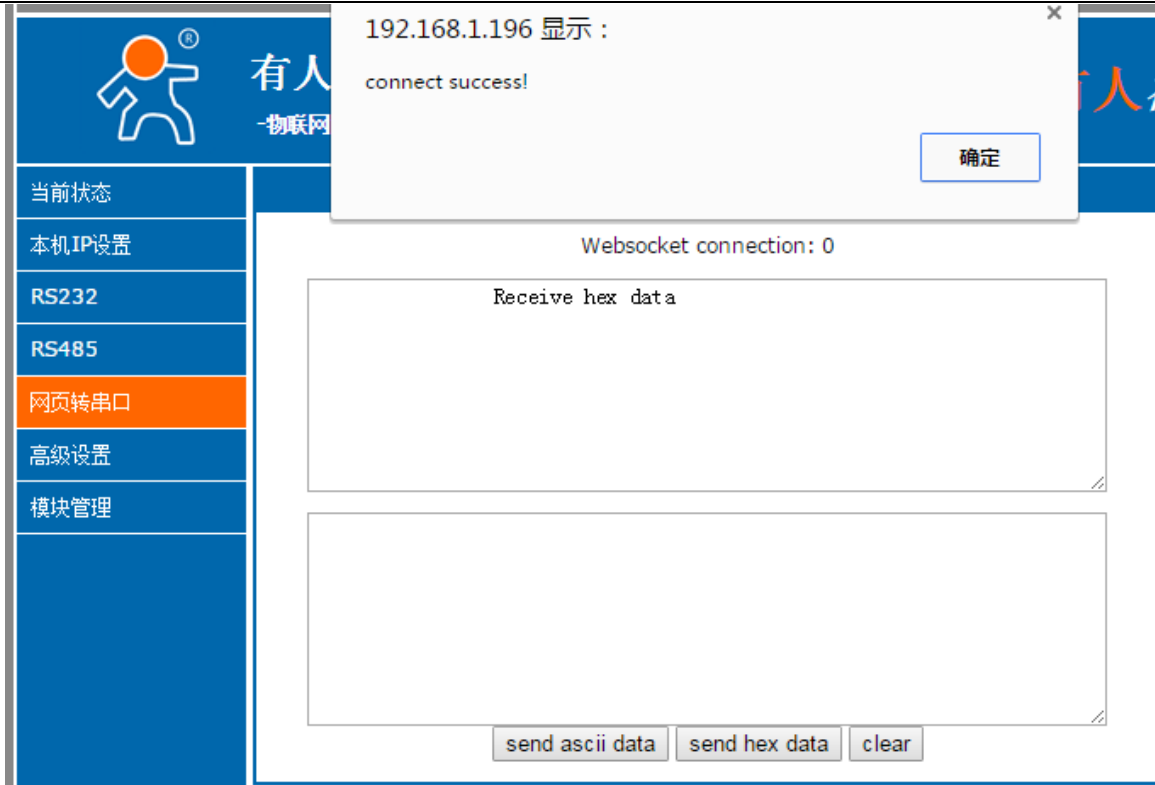 192.168.1.196 显示：
connect success!
确定
®
有人
-物联网
人
当前状态
本机IP设置
RS232
RS485
网页转串口
高级设置
模块管理
Websocket connection: 0
Receive hex data
send ascii data
send hex data
clear